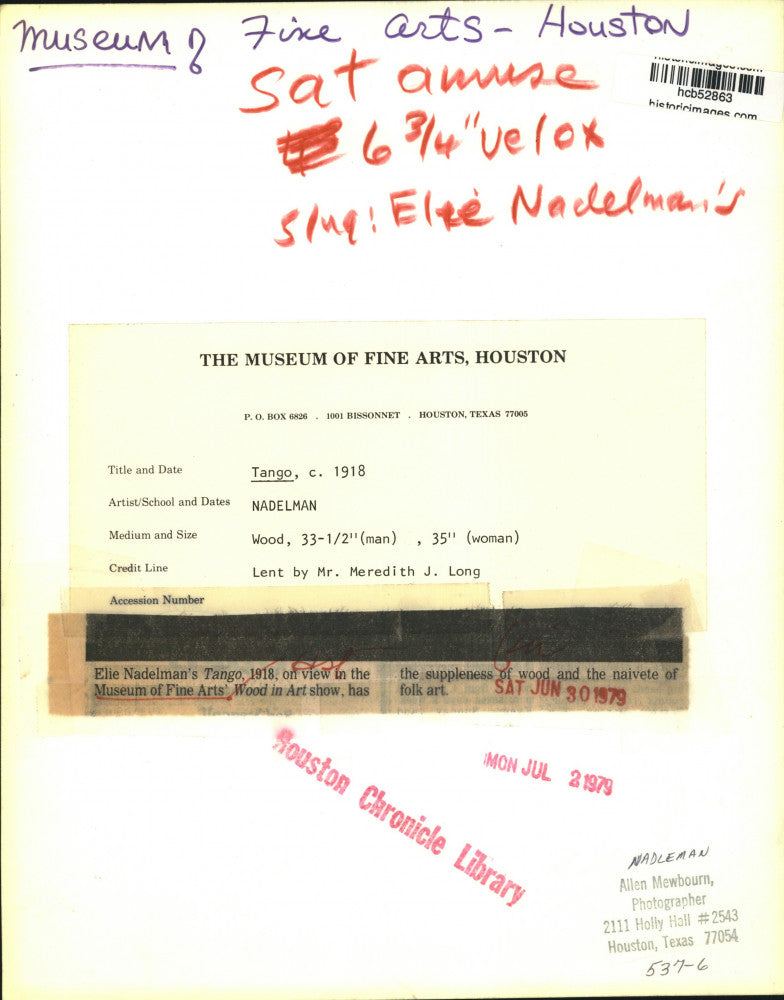 Museum of Fine Arts - Houston
Sat amuse
6 3/4" velox
slug: Elie Nadelman's
hcb52863
historicimages.com
THE MUSEUM OF FINE ARTS, HOUSTON
P. O. BOX 6826 . 1001 BISSONNET . HOUSTON, TEXAS 77005
Title and Date Tango, c. 1918
Artist/School and Dates NADELMAN
Medium and Size Wood, 33-1/2"(man) , 35" (woman)
Credit Line Lent by Mr. Meredith J. Long
Accession Number
Elie Nadelman's Tango, 1918, on view in the
Museum of Fine Arts' Wood in Art show, has
the suppleness of wood and the naivete of
folk art.
SAT JUN 30 1979
MON JUL 2 1979
Houston Chronicle Library
NADLEMAN
Allen Mewbourn,
Photographer
2111 Holly Hall #2543
Houston, Texas 77054
537-6